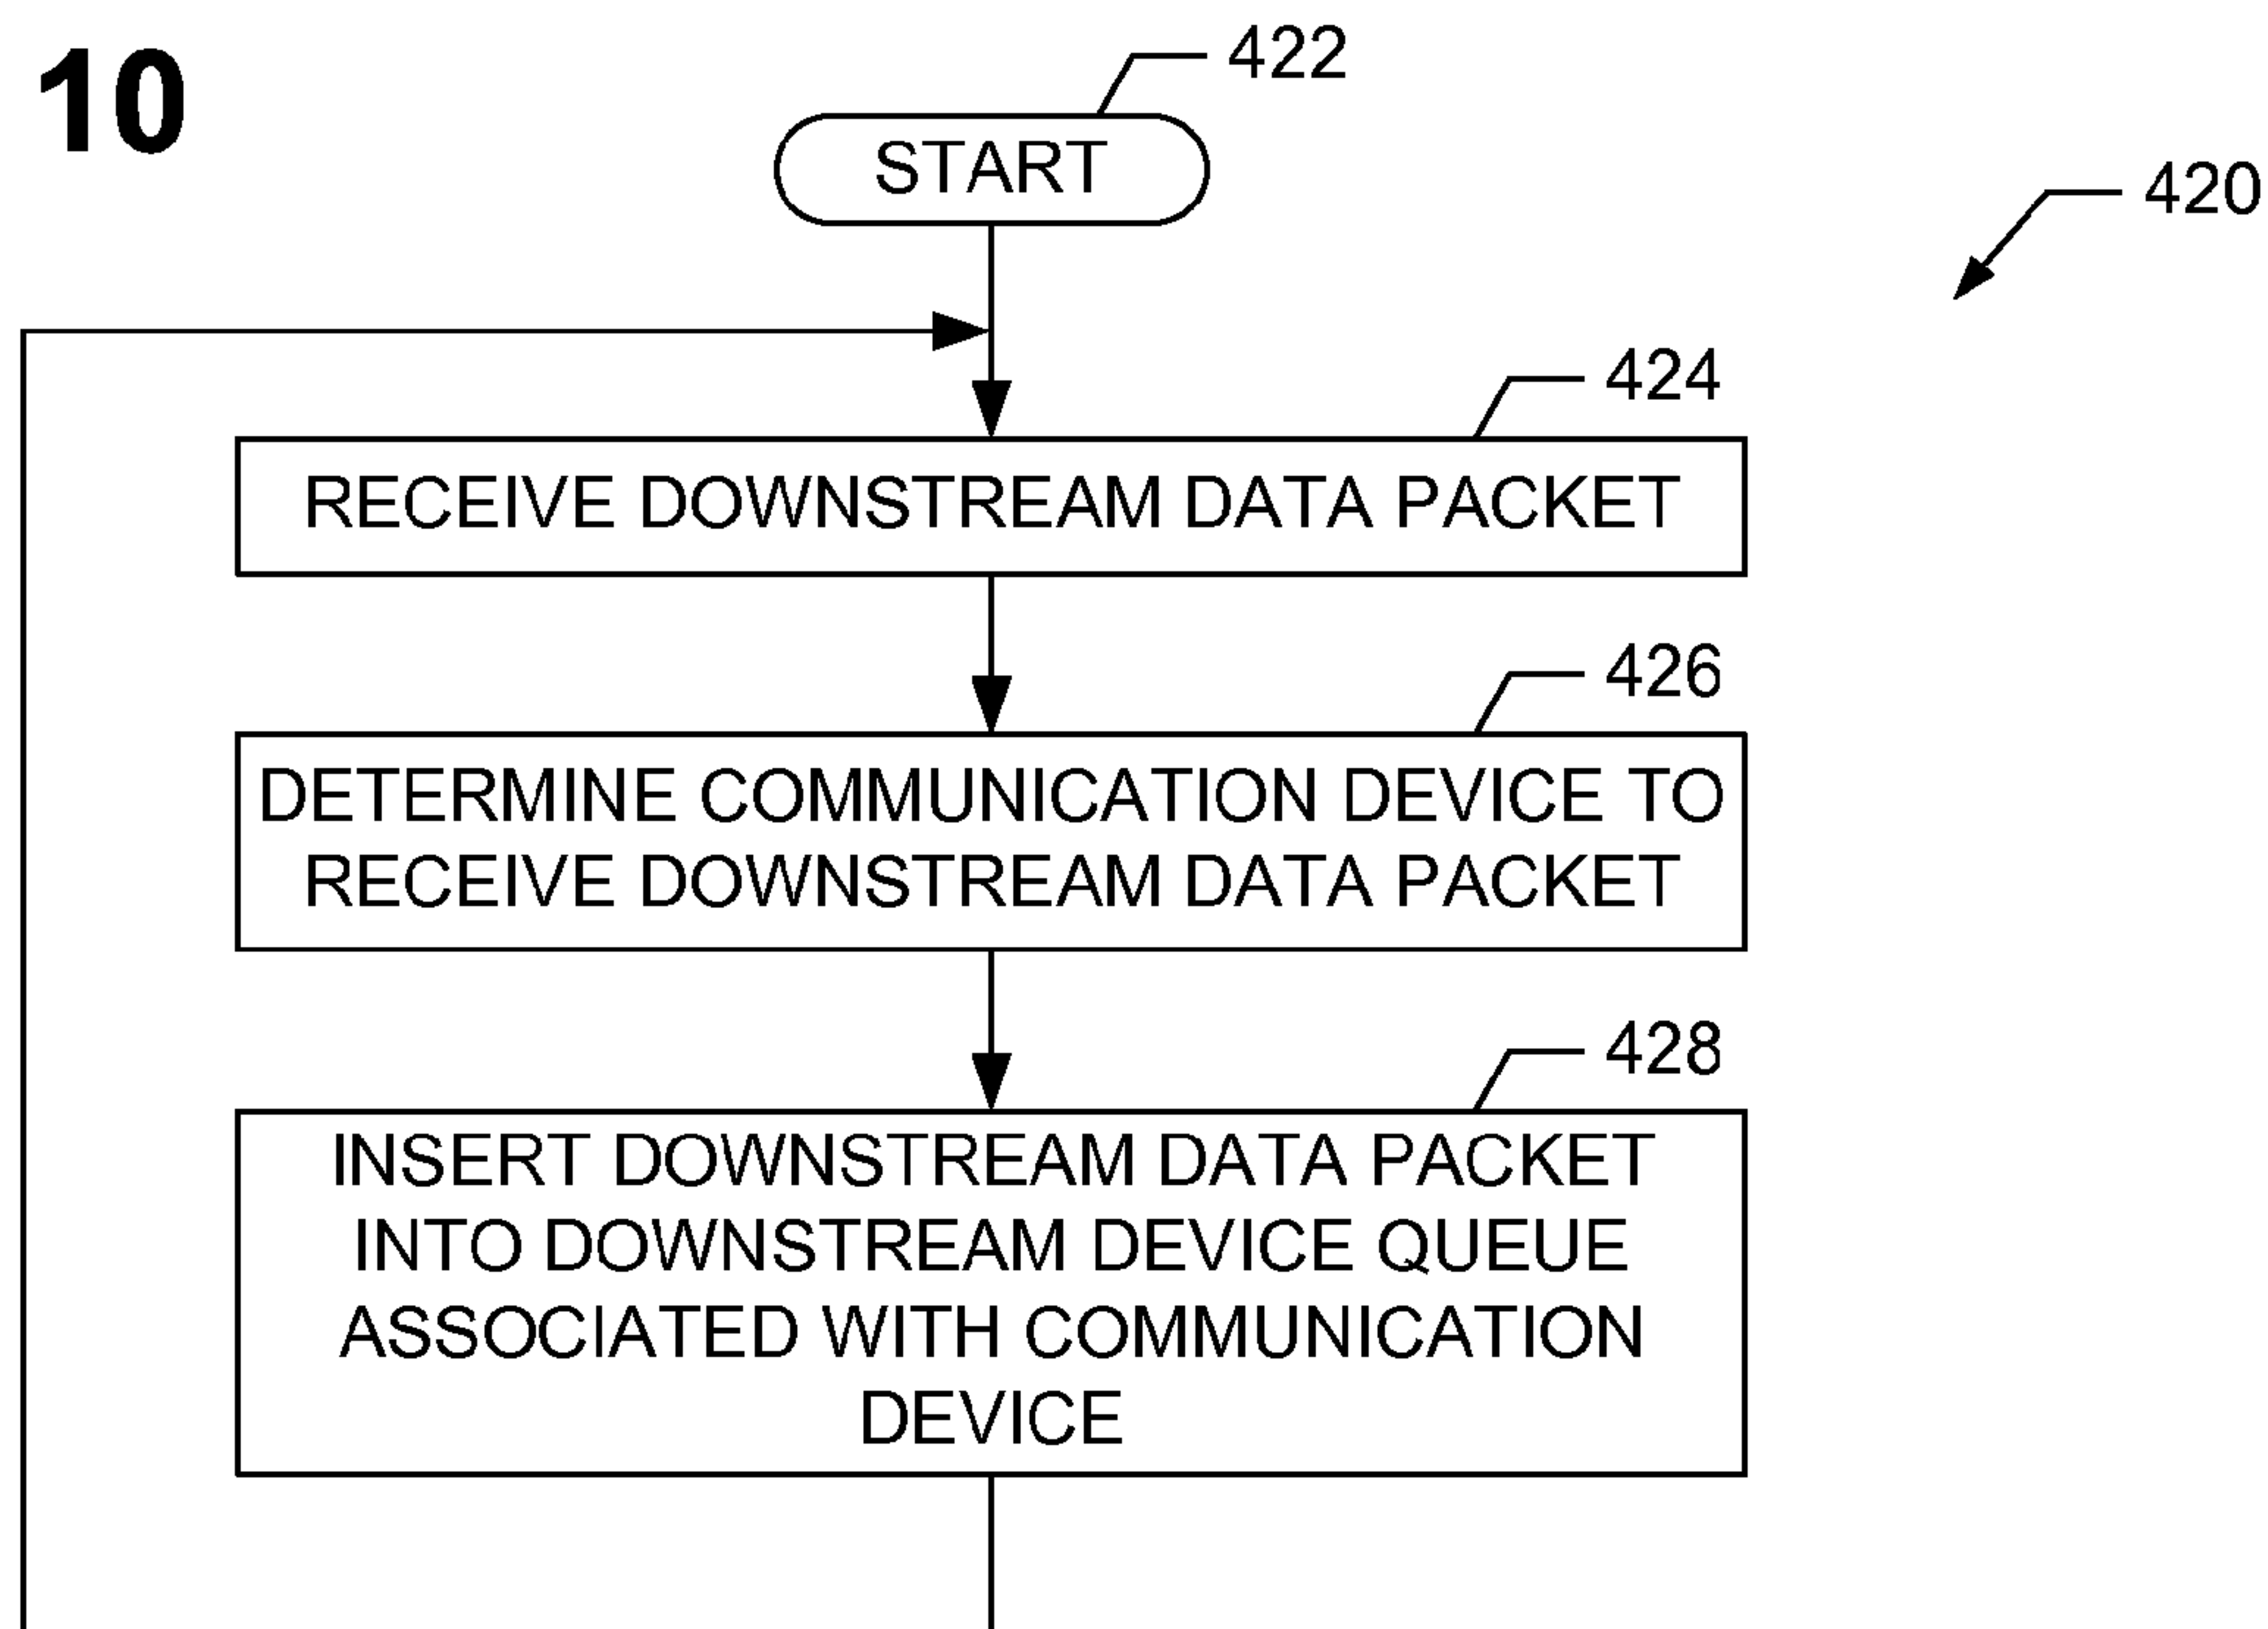 10
422
START
420
424
RECEIVE DOWNSTREAM DATA PACKET
426
DETERMINE COMMUNICATION DEVICE TO
RECEIVE DOWNSTREAM DATA PACKET
428
INSERT DOWNSTREAM DATA PACKET
INTO DOWNSTREAM DEVICE QUEUE
ASSOCIATED WITH COMMUNICATION
DEVICE